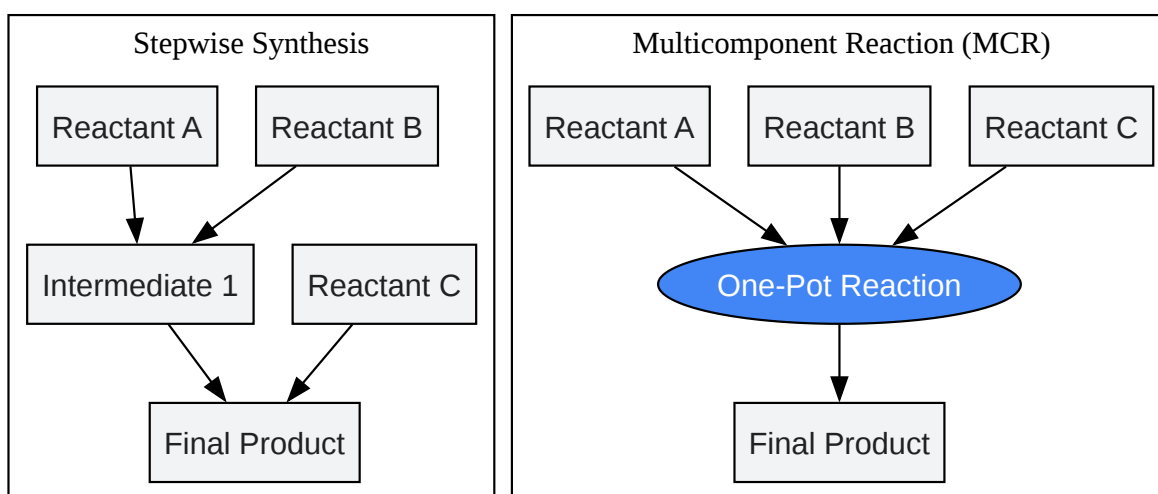 Stepwise Synthesis
Reactant A
Reactant B
Intermediate 1
Reactant C
Final Product
Multicomponent Reaction (MCR)
Reactant A
Reactant B
Reactant C
One-Pot Reaction
Final Product